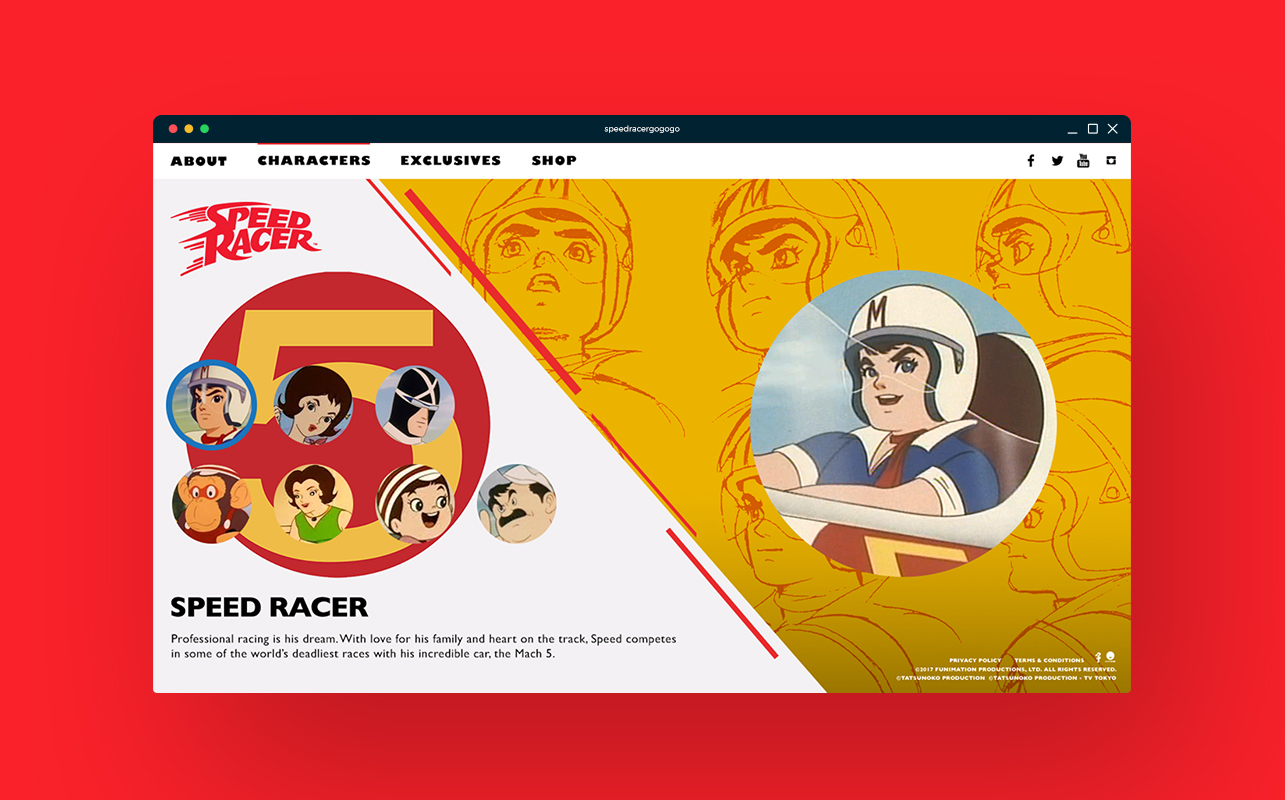 speedracergogogo
ABOUT CHARACTERS EXCLUSIVES SHOP
You Tube
SPEED
RACER™
5
M
M
M
M
SPEED RACER
Professional racing is his dream. With love for his family and heart on the track, Speed competes
in some of the world's deadliest races with his incredible car, the Mach 5.
PRIVACY POLICY TERMS & CONDITIONS
©2017 FUNIMATION PRODUCTIONS, LTD. ALL RIGHTS RESERVED.
©TATSUNOKO PRODUCTION ©TATSUNOKO PRODUCTION • TV TOKYO